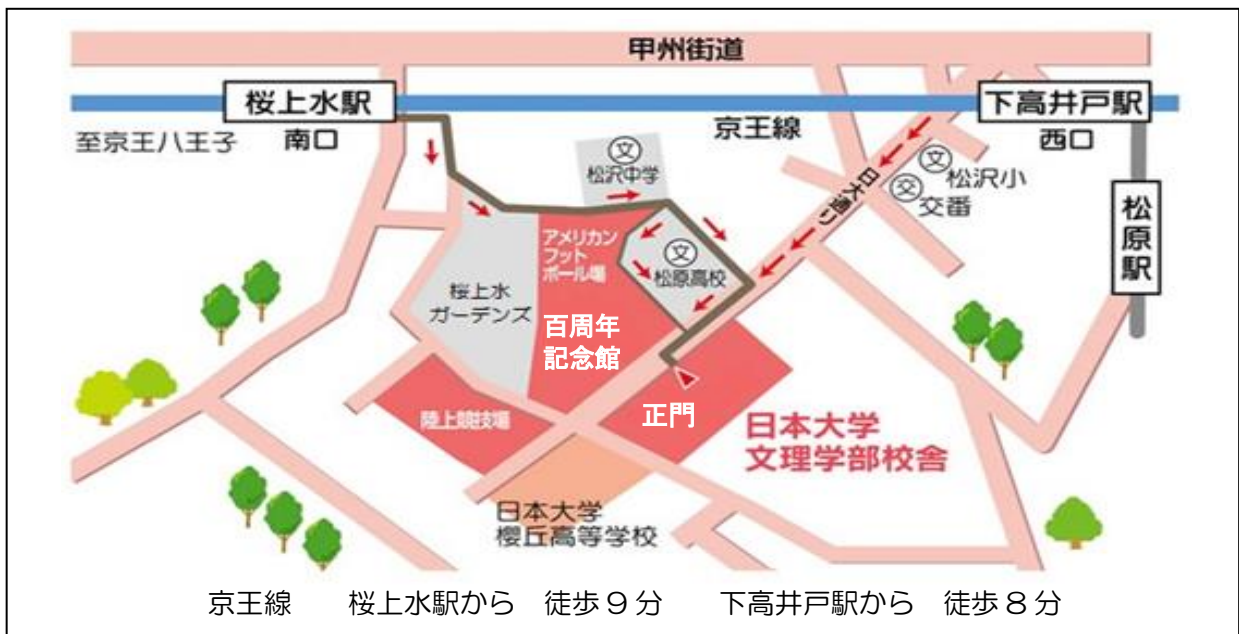 甲州街道
桜上水駅
下高井戸駅
至京王八王子
南口
京王線
西口
文
松沢中学
文
松沢小
交
交番
日大通り
松原駅
アメリカン
フット
ボール場
文
松原高校
桜上水
ガーデンズ
百周年
記念館
陸上競技場
正門
日本大学
文理学部校舎
日本大学
櫻丘高等学校
京王線 桜上水駅から 徒歩9分 下高井戸駅から 徒歩8分